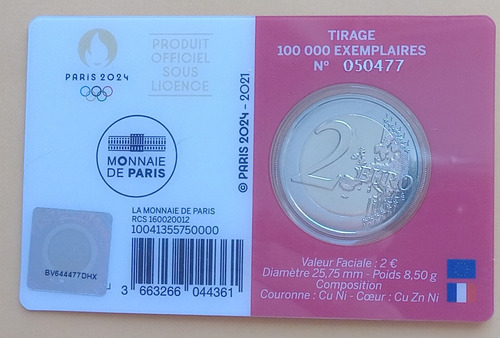 PARIS 2024
PRODUIT
OFFICIEL
SOUS
LICENCE
MONNAIE
DE PARIS
© PARIS 2024 - 2021
LA MONNAIE DE PARIS
RCS 160020012
10041355750000
BV644477DHX
3 663266 044361
TIRAGE
100 000 EXEMPLAIRES
N° 050477
2 EURO
Valeur Faciale : 2 €
Diamètre 25,75 mm - Poids 8,50 g
Composition
Couronne : Cu Ni - Cœur : Cu Zn Ni